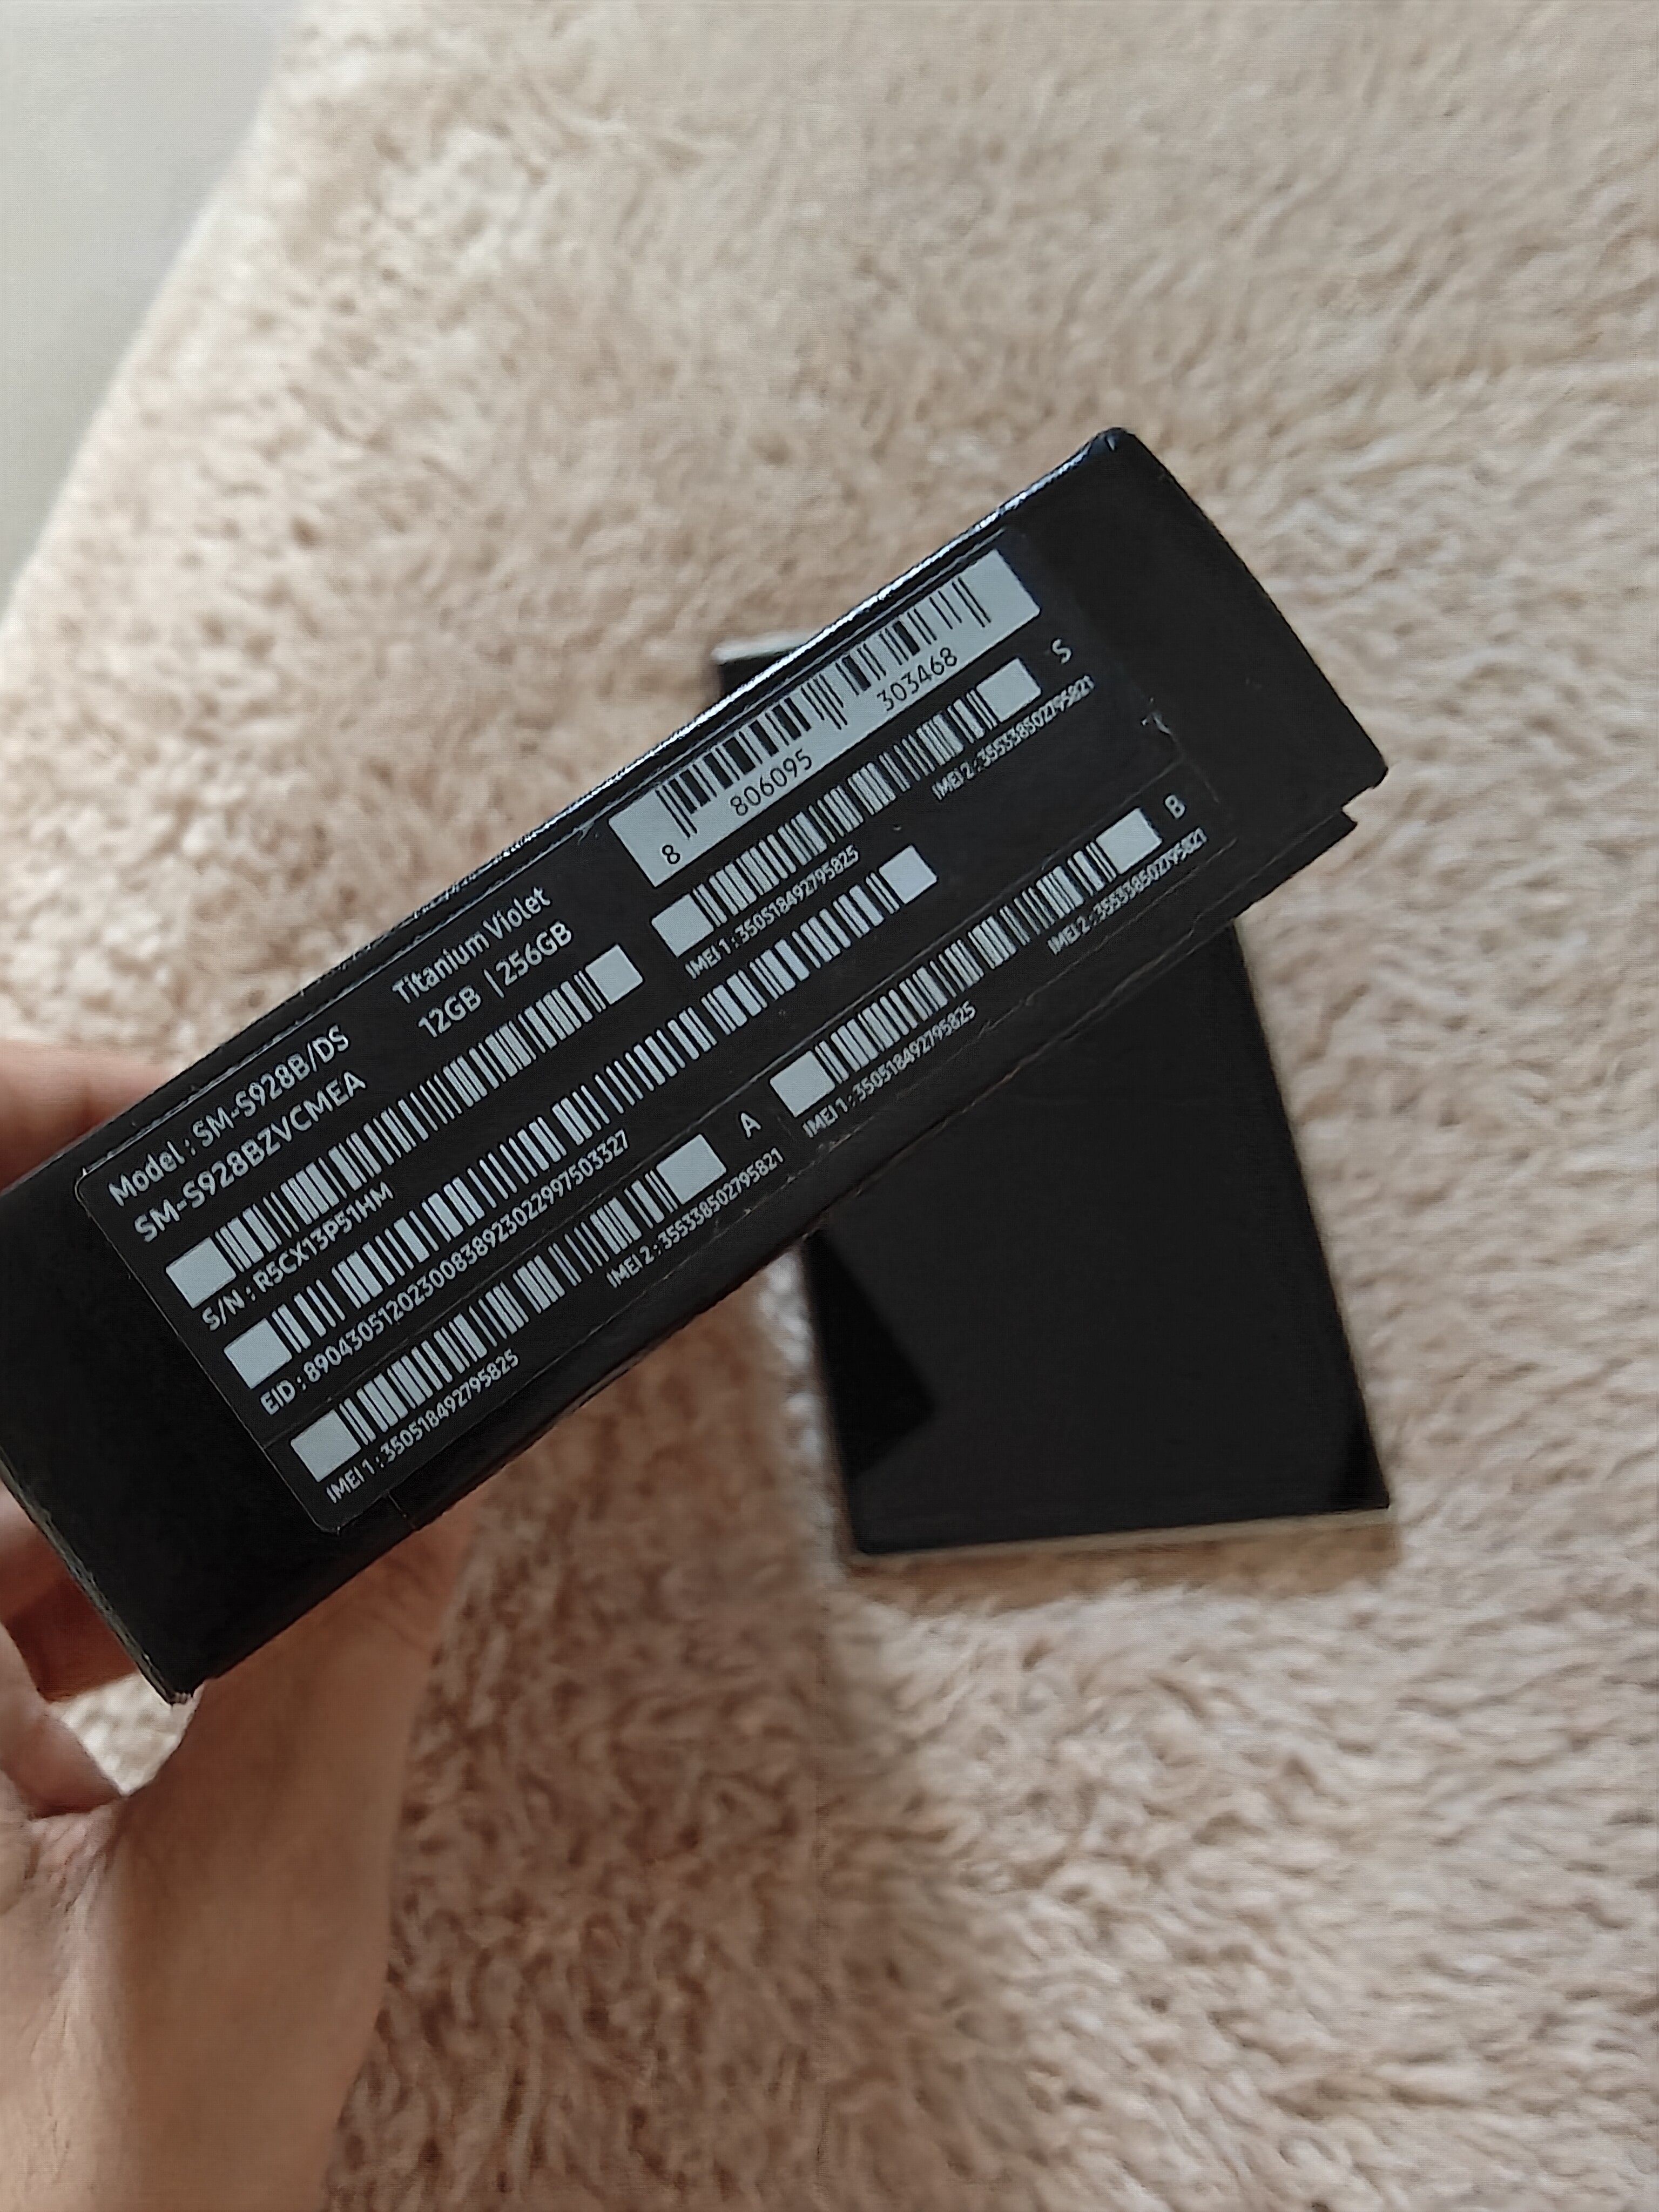 Model : SM-S928B/DS
SM-S928BZVCMEA
Titanium Violet
12GB | 256GB
8 806095 303468
S/N : R5CX13P51HM
IMEI 1 : 350518492795825
IMEI 2 : 355338502795821
S
EID : 89043051202300838923022997503327
IMEI 1 : 350518492795825
IMEI 2 : 355338502795821
A
IMEI 1 : 350518492795825
IMEI 2 : 355338502795821
B